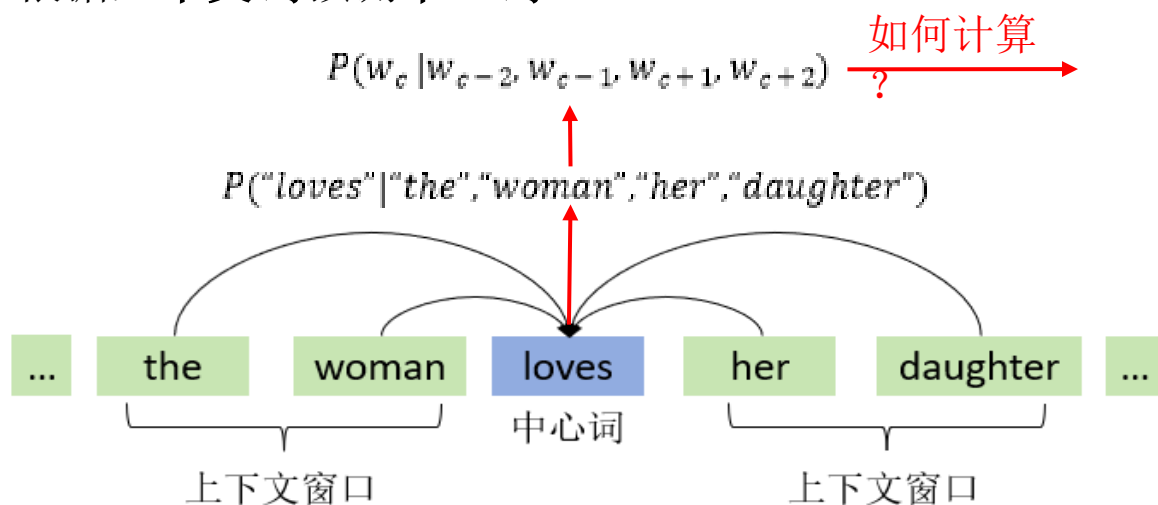 如何计算
?
P(w_c |w_{c-2}, w_{c-1}, w_{c+1}, w_{c+2})
P("loves"|"the","woman","her","daughter")
... the woman loves her daughter ...
中心词
上下文窗口 上下文窗口